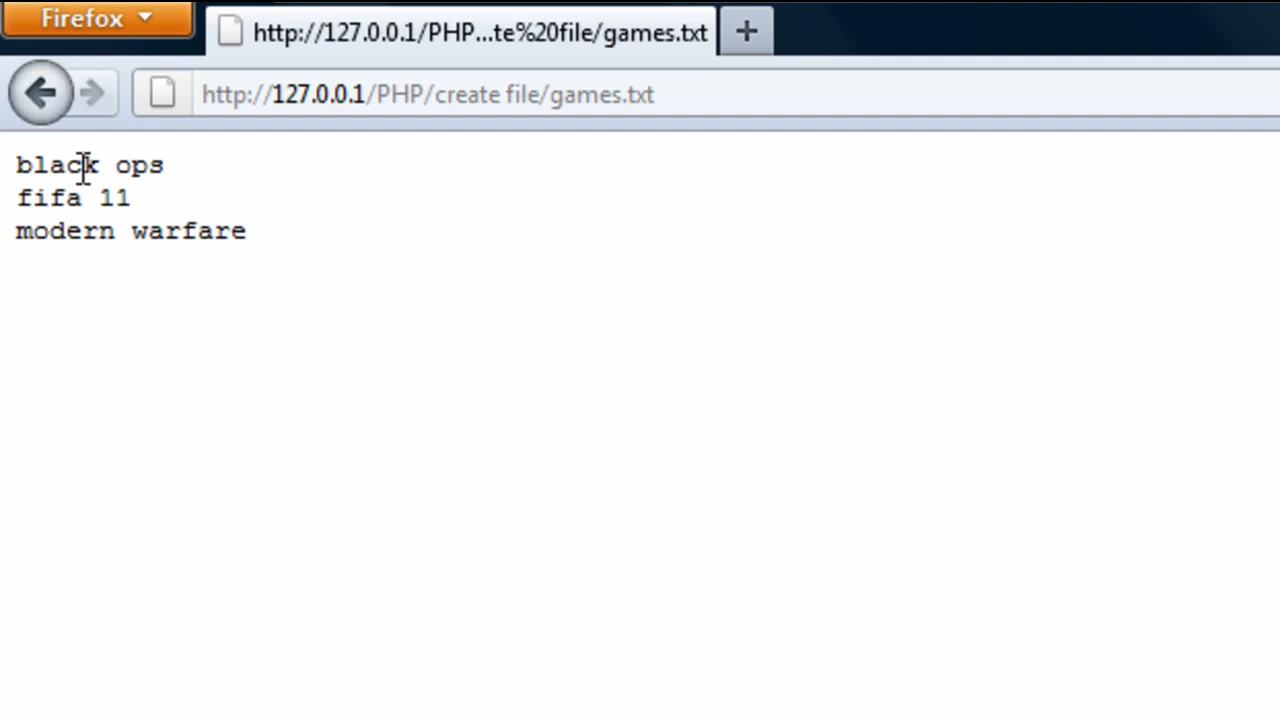 Firefox
http://127.0.0.1/PHP...te%20file/games.txt
http://127.0.0.1/PHP/create file/games.txt
black ops
fifa 11
modern warfare